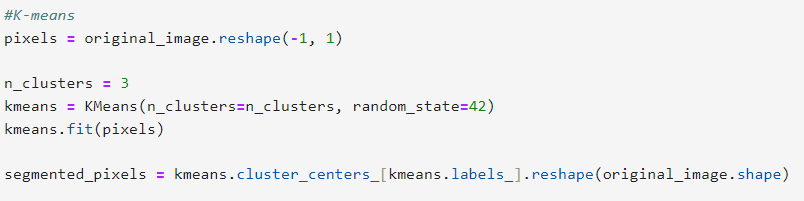 #K-means
pixels = original_image.reshape(-1, 1)
n_clusters = 3
kmeans = KMeans(n_clusters=n_clusters, random_state=42)
kmeans.fit(pixels)
segmented_pixels = kmeans.cluster_centers_[kmeans.labels_].reshape(original_image.shape)